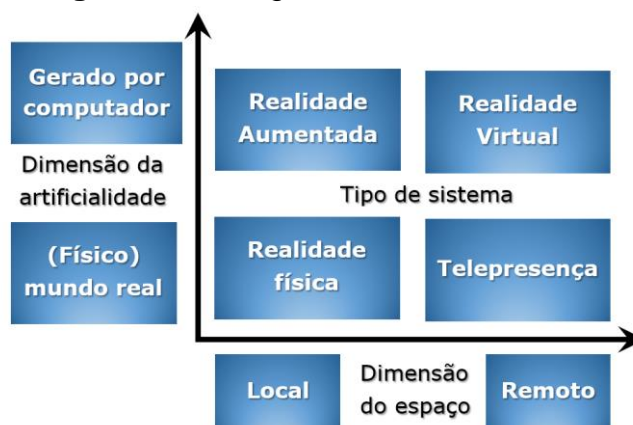 Gerado por
computador
Dimensão da
artificialidade
(Físico)
mundo real
Realidade
Aumentada
Realidade
Virtual
Tipo de sistema
Realidade
física
Telepresença
Local
Dimensão
do espaço
Remoto